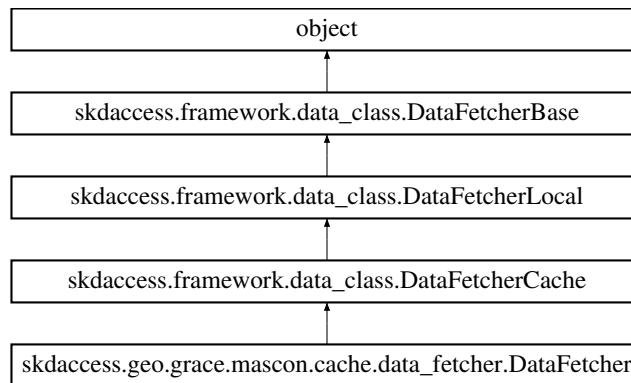 object
skdaccess.framework.data_class.DataFetcherBase
skdaccess.framework.data_class.DataFetcherLocal
skdaccess.framework.data_class.DataFetcherCache
skdaccess.geo.grace.mascon.cache.data_fetcher.DataFetcher